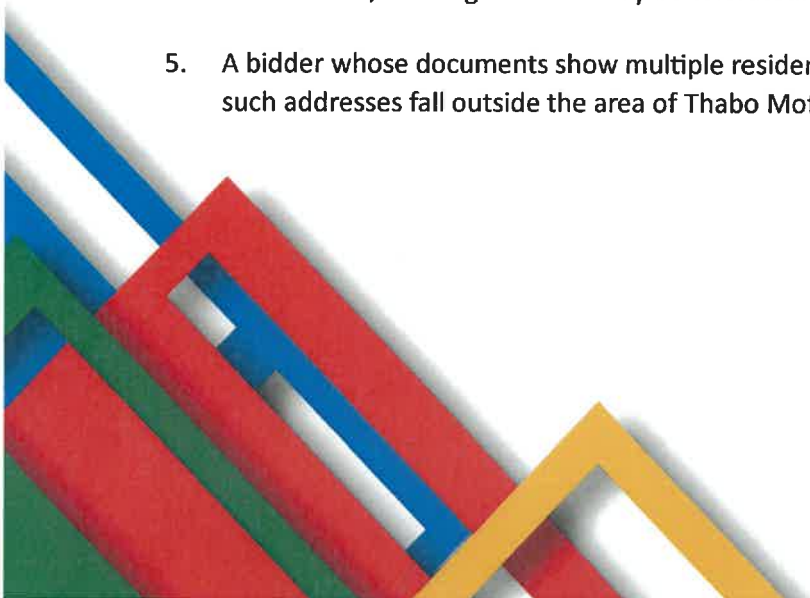 5. A bidder whose documents show multiple
such addresses fall outside the area of Thabo